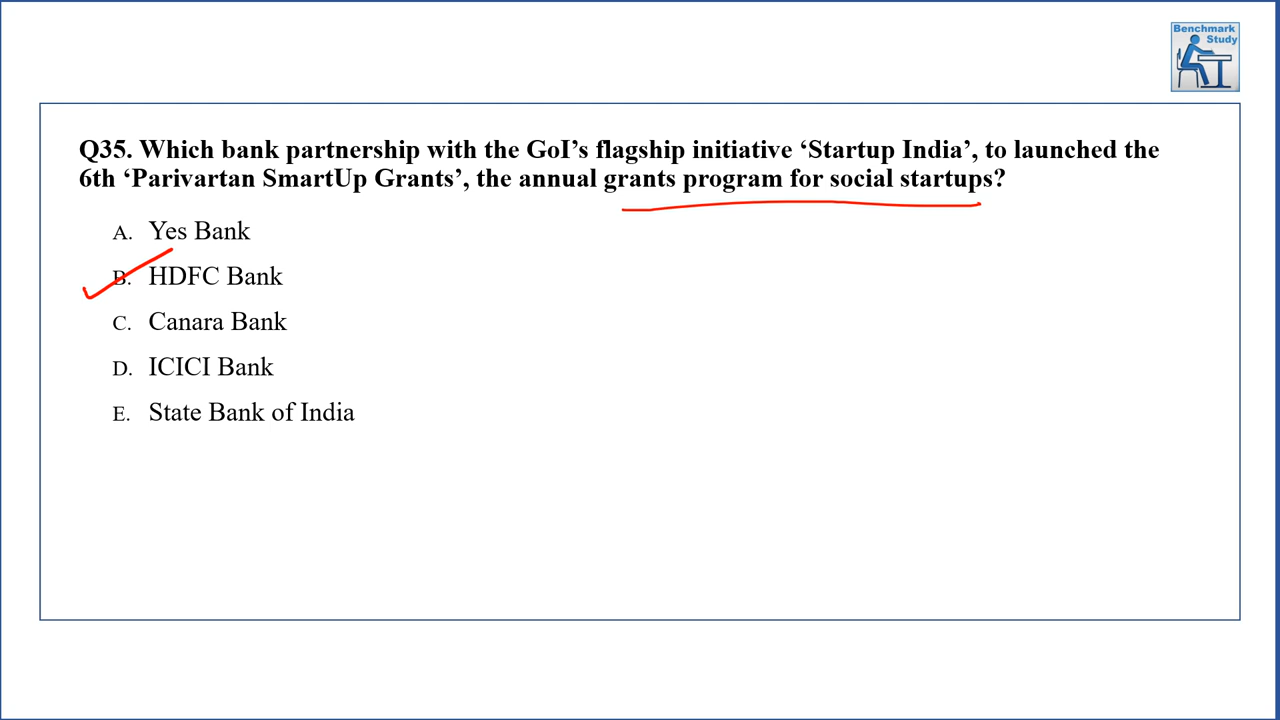 Benchmark
Study
Q35. Which bank partnership with the GoI’s flagship initiative ‘Startup India’, to launched the
6th ‘Parivartan SmartUp Grants’, the annual grants program for social startups?
A. Yes Bank
B. HDFC Bank
C. Canara Bank
D. ICICI Bank
E. State Bank of India